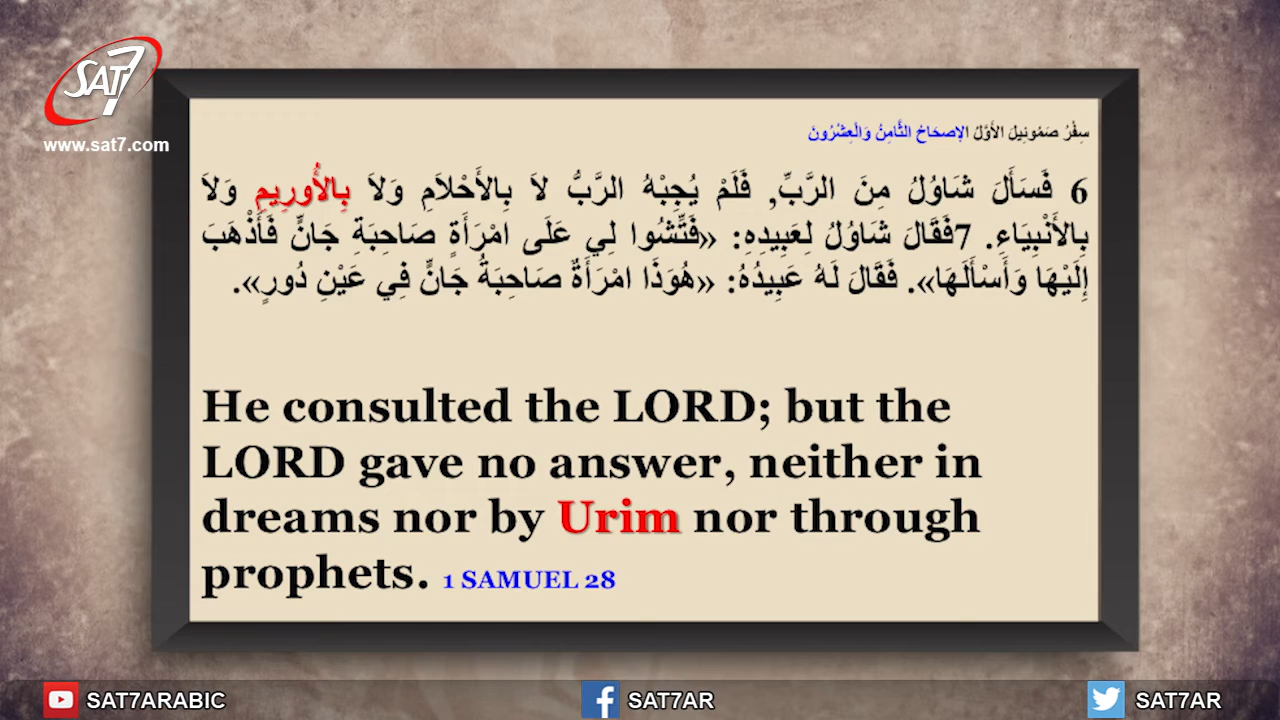 SAT7
www.sat7.com
سِفْرُ صَمُوئِيلَ الأَوَّلُ الإصحَاحُ الثَّامِنُ وَالْعِشْرُونَ
6 فَسَأَلَ شَاوُلُ مِنَ الرَّبِّ, فَلَمْ يُجِبْهُ الرَّبُّ لاَ بِالأَحْلاَمِ وَلاَ بِالأُورِيمِ وَلاَ
بِالأَنْبِيَاءِ. 7فَقَالَ شَاوُلُ لِعَبِيدِهِ: «فَتِّشُوا لِي عَلَى امْرَأَةٍ صَاحِبَةِ جَانٍّ فَأَذْهَبَ
إِلَيْهَا وَأَسْأَلَهَا». فَقَالَ لَهُ عَبِيدُهُ: «هُوَذَا امْرَأَةٌ صَاحِبَةُ جَانٍّ فِي عَيْنِ دُورٍ».
He consulted the LORD; but the
LORD gave no answer, neither in
dreams nor by Urim nor through
prophets. 1 SAMUEL 28
SAT7ARABIC SAT7AR SAT7AR